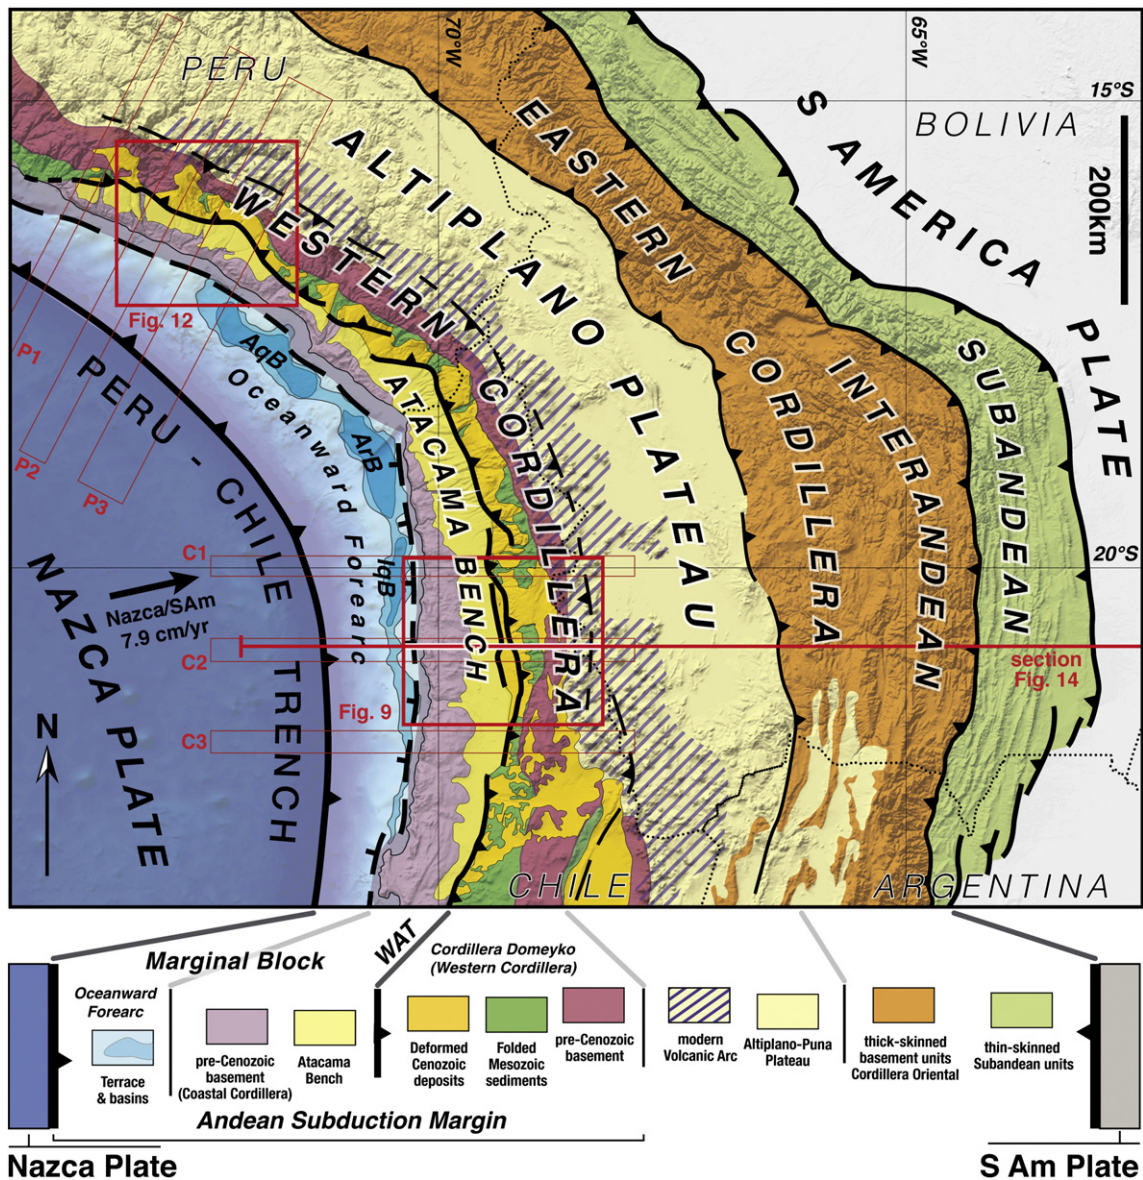 70°W
65°W
PERU
15°S
BOLIVIA
S AMERICA PLATE
200km
EASTERN CORDILLERA
ALTIPLANO PLATEAU
WESTERN CORDILLERA
INTERANDEAN
SUBANDEAN
Fig. 12
P1
P2
P3
AqB
ArB
IqB
Oceanward Forearc
ATACAMA BENCH
PERU - CHILE TRENCH
NAZCA PLATE
Nazca/SAm
7.9 cm/yr
C1
C2
C3
20°S
section
Fig. 14
Fig. 9
N
CHILE
ARGENTINA
Marginal Block
WAT
Cordillera Domeyko
(Western Cordillera)
Oceanward
Forearc
Terrace
& basins
pre-Cenozoic
basement
(Coastal Cordillera)
Atacama
Bench
Deformed
Cenozoic
deposits
Folded
Mesozoic
sediments
pre-Cenozoic
basement
modern
Volcanic Arc
Altiplano-Puna
Plateau
thick-skinned
basement units
Cordillera Oriental
thin-skinned
Subandean units
Andean Subduction Margin
Nazca Plate
S Am Plate